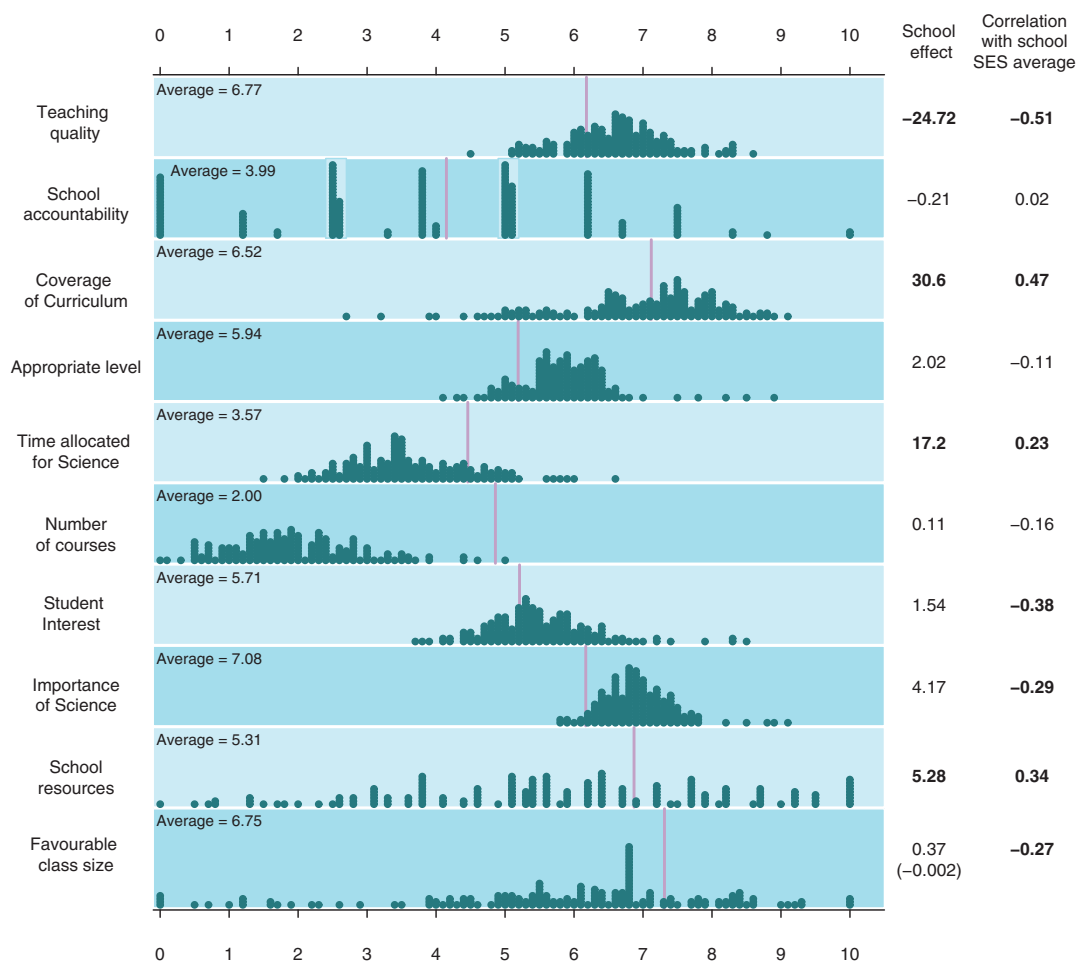 0 1 2 3 4 5 6 7 8 9 10
School
effect
Correlation
with school
SES average
Teaching
quality
Average = 6.77
−24.72
−0.51
School
accountability
Average = 3.99
−0.21
0.02
Coverage
of Curriculum
Average = 6.52
30.6
0.47
Appropriate level
Average = 5.94
2.02
−0.11
Time allocated
for Science
Average = 3.57
17.2
0.23
Number
of courses
Average = 2.00
0.11
−0.16
Student
Interest
Average = 5.71
1.54
−0.38
Importance
of Science
Average = 7.08
4.17
−0.29
School
resources
Average = 5.31
5.28
0.34
Favourable
class size
Average = 6.75
0.37
(−0.002)
−0.27
0 1 2 3 4 5 6 7 8 9 10